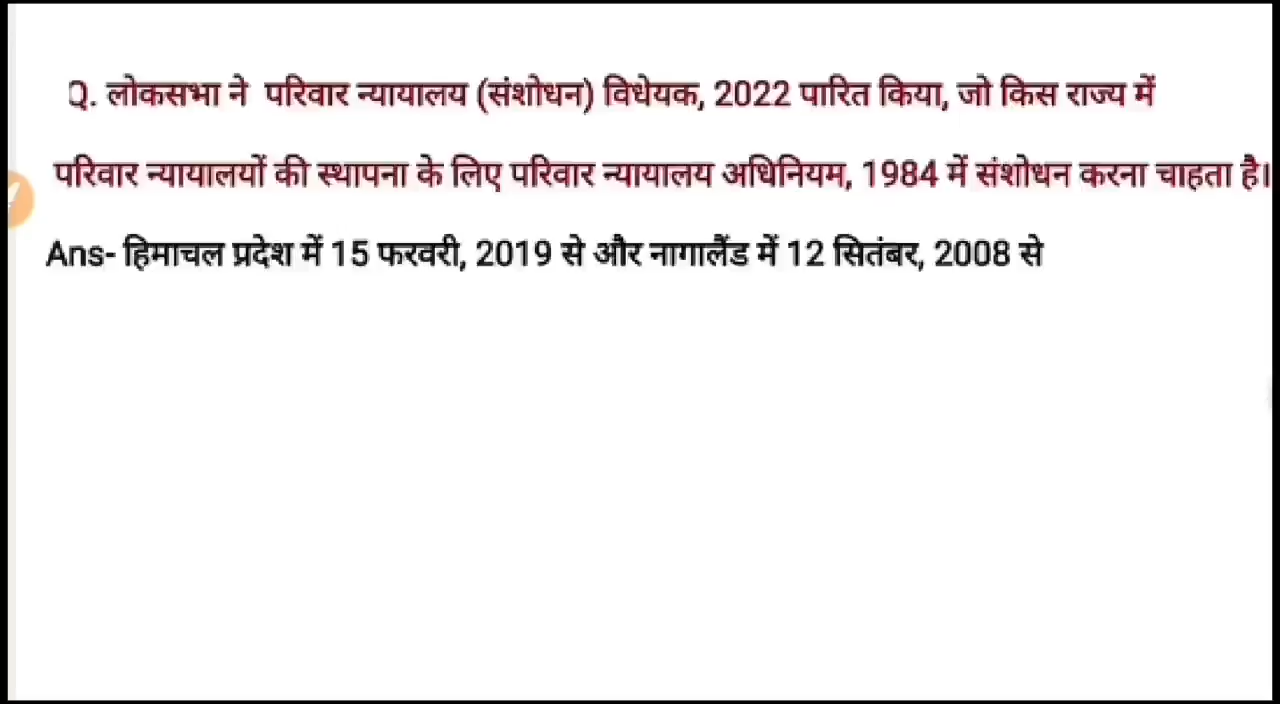 Q. लोकसभा ने परिवार न्यायालय (संशोधन) विधेयक, 2022 पारित किया, जो किस राज्य में
परिवार न्यायालयों की स्थापना के लिए परिवार न्यायालय अधिनियम, 1984 में संशोधन करना चाहता है।
Ans- हिमाचल प्रदेश में 15 फरवरी, 2019 से और नागालैंड में 12 सितंबर, 2008 से